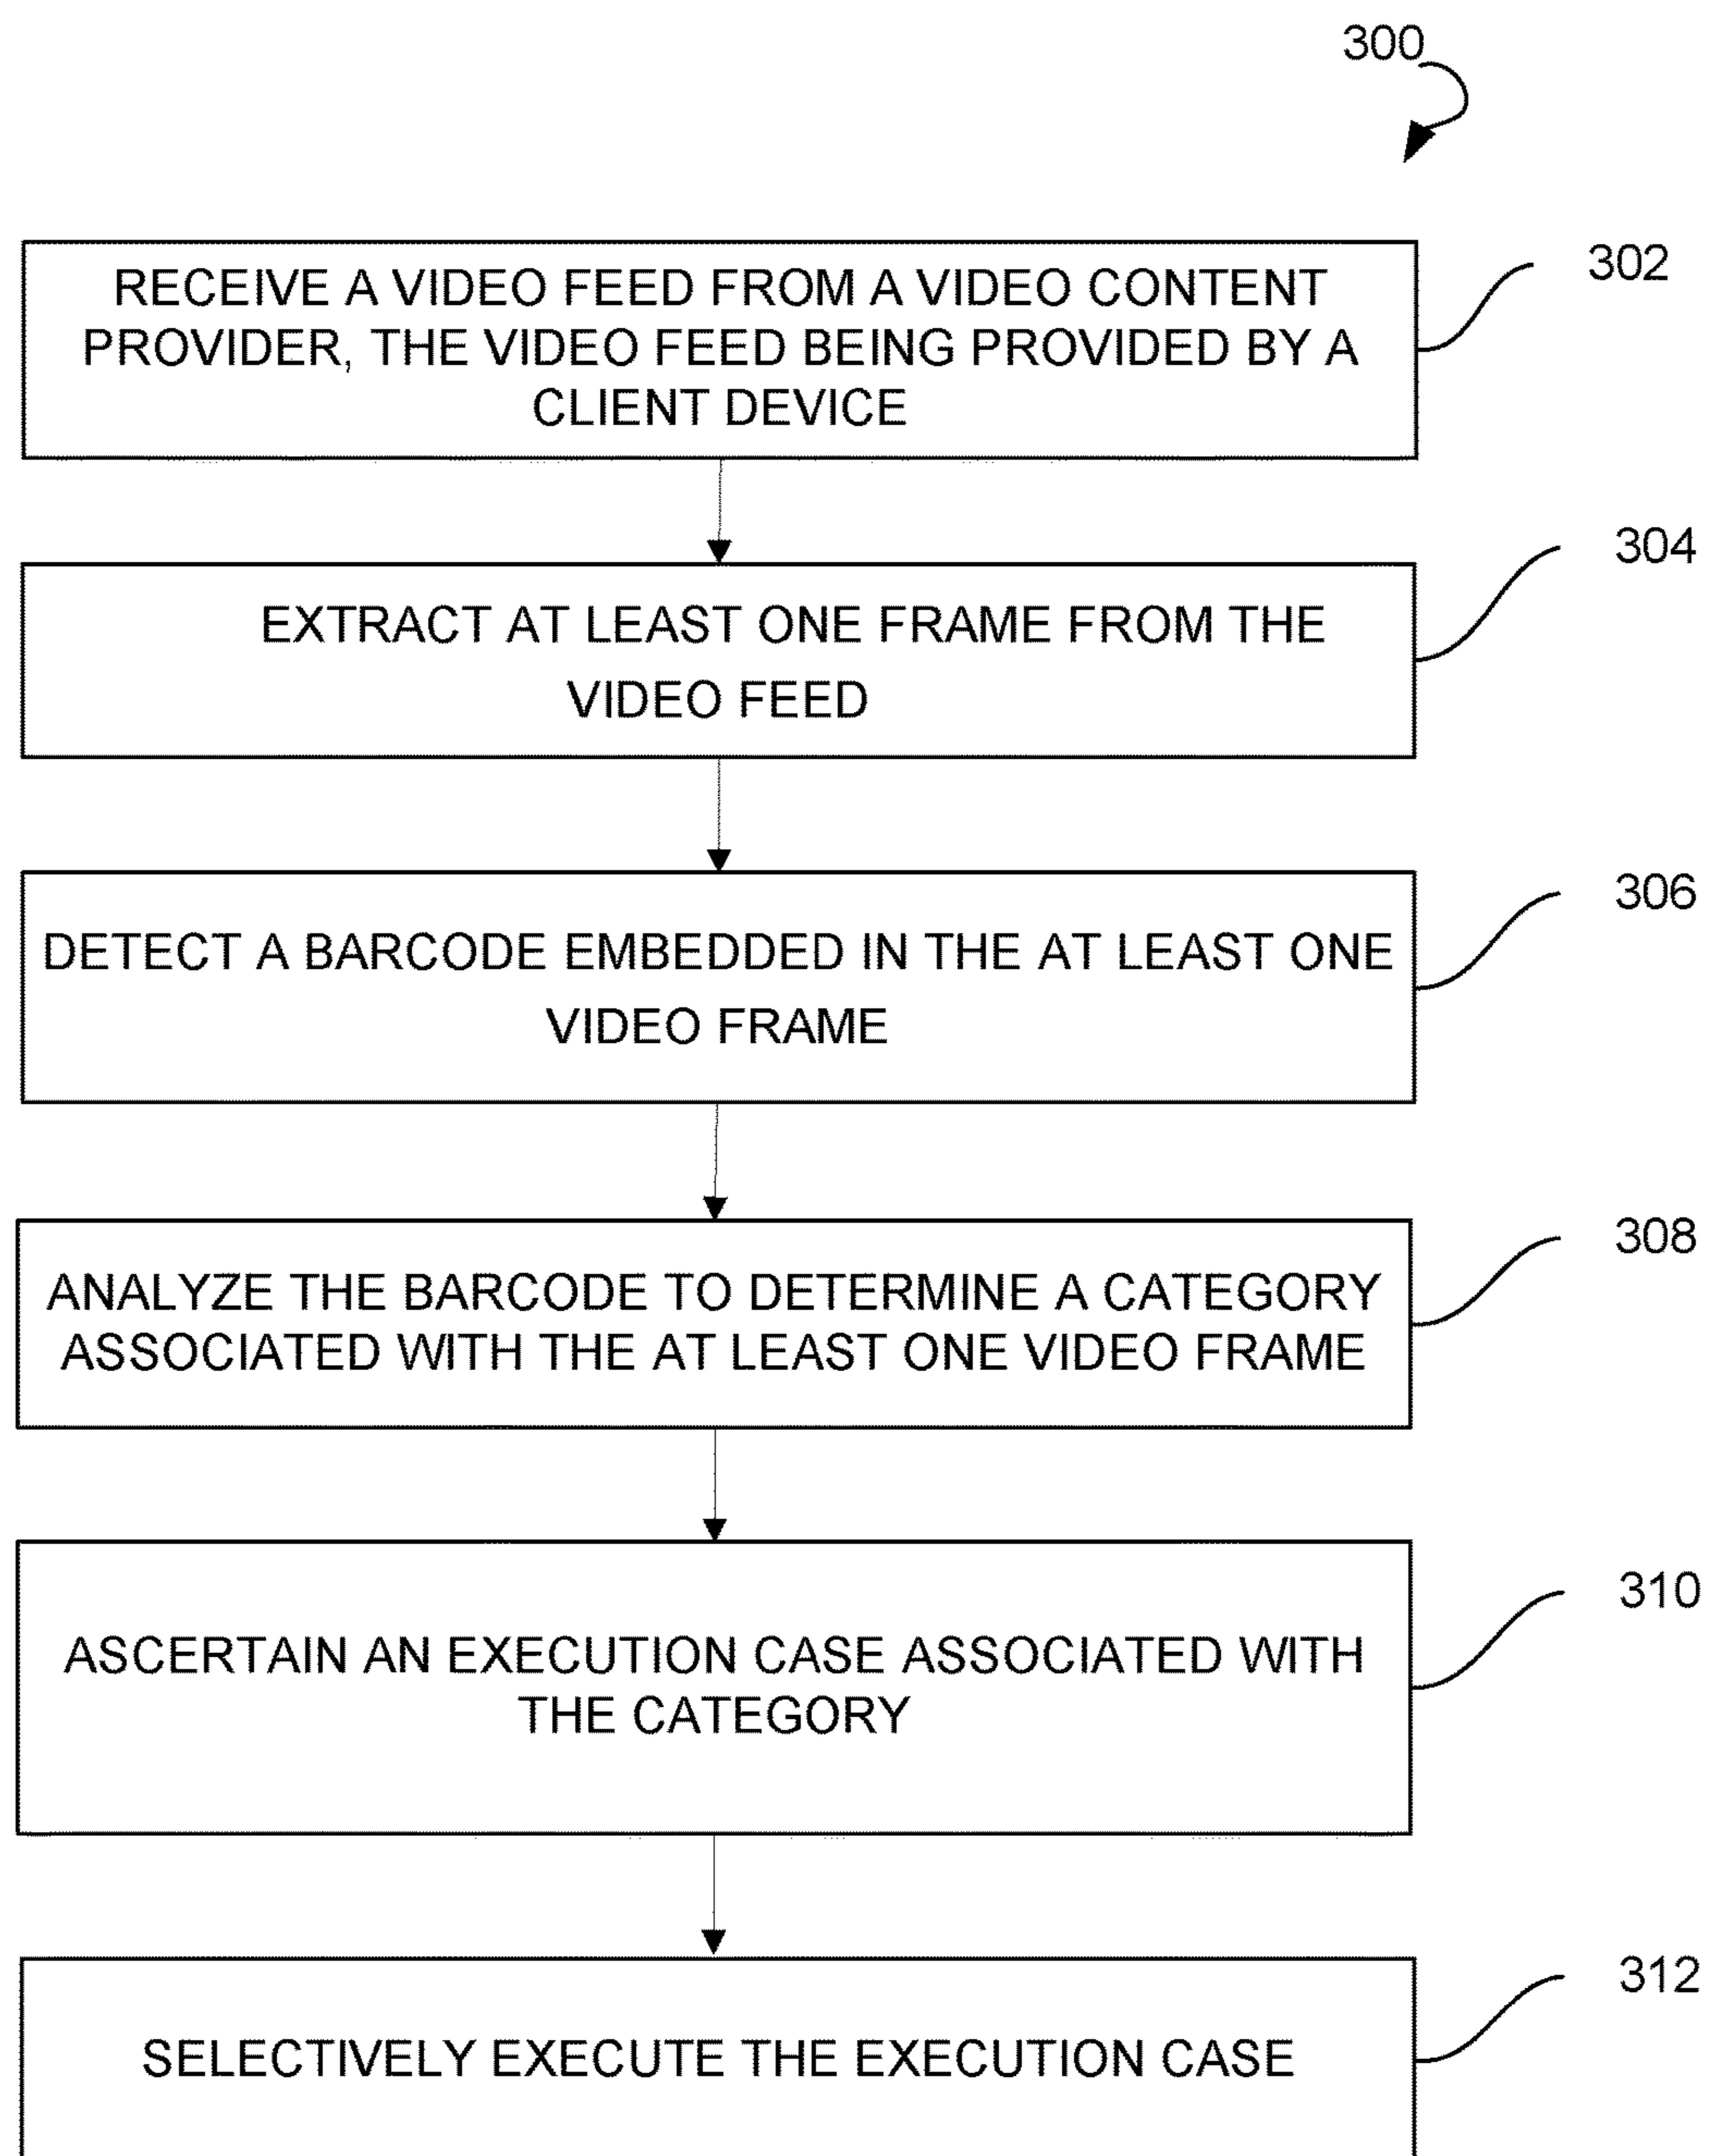 300
RECEIVE A VIDEO FEED FROM A VIDEO CONTENT
PROVIDER, THE VIDEO FEED BEING PROVIDED BY A
CLIENT DEVICE
302
EXTRACT AT LEAST ONE FRAME FROM THE
VIDEO FEED
304
DETECT A BARCODE EMBEDDED IN THE AT LEAST ONE
VIDEO FRAME
306
ANALYZE THE BARCODE TO DETERMINE A CATEGORY
ASSOCIATED WITH THE AT LEAST ONE VIDEO FRAME
308
ASCERTAIN AN EXECUTION CASE ASSOCIATED WITH
THE CATEGORY
310
SELECTIVELY EXECUTE THE EXECUTION CASE
312